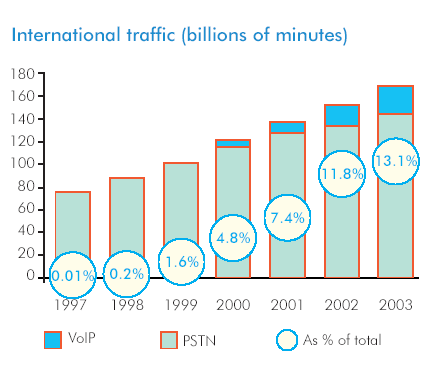 International traffic (billions of minutes)
180
160
140
120
100
80
60
40
20
0
0.01% 0.2% 1.6% 4.8% 7.4% 11.8% 13.1%
1997 1998 1999 2000 2001 2002 2003
VoIP PSTN As % of total